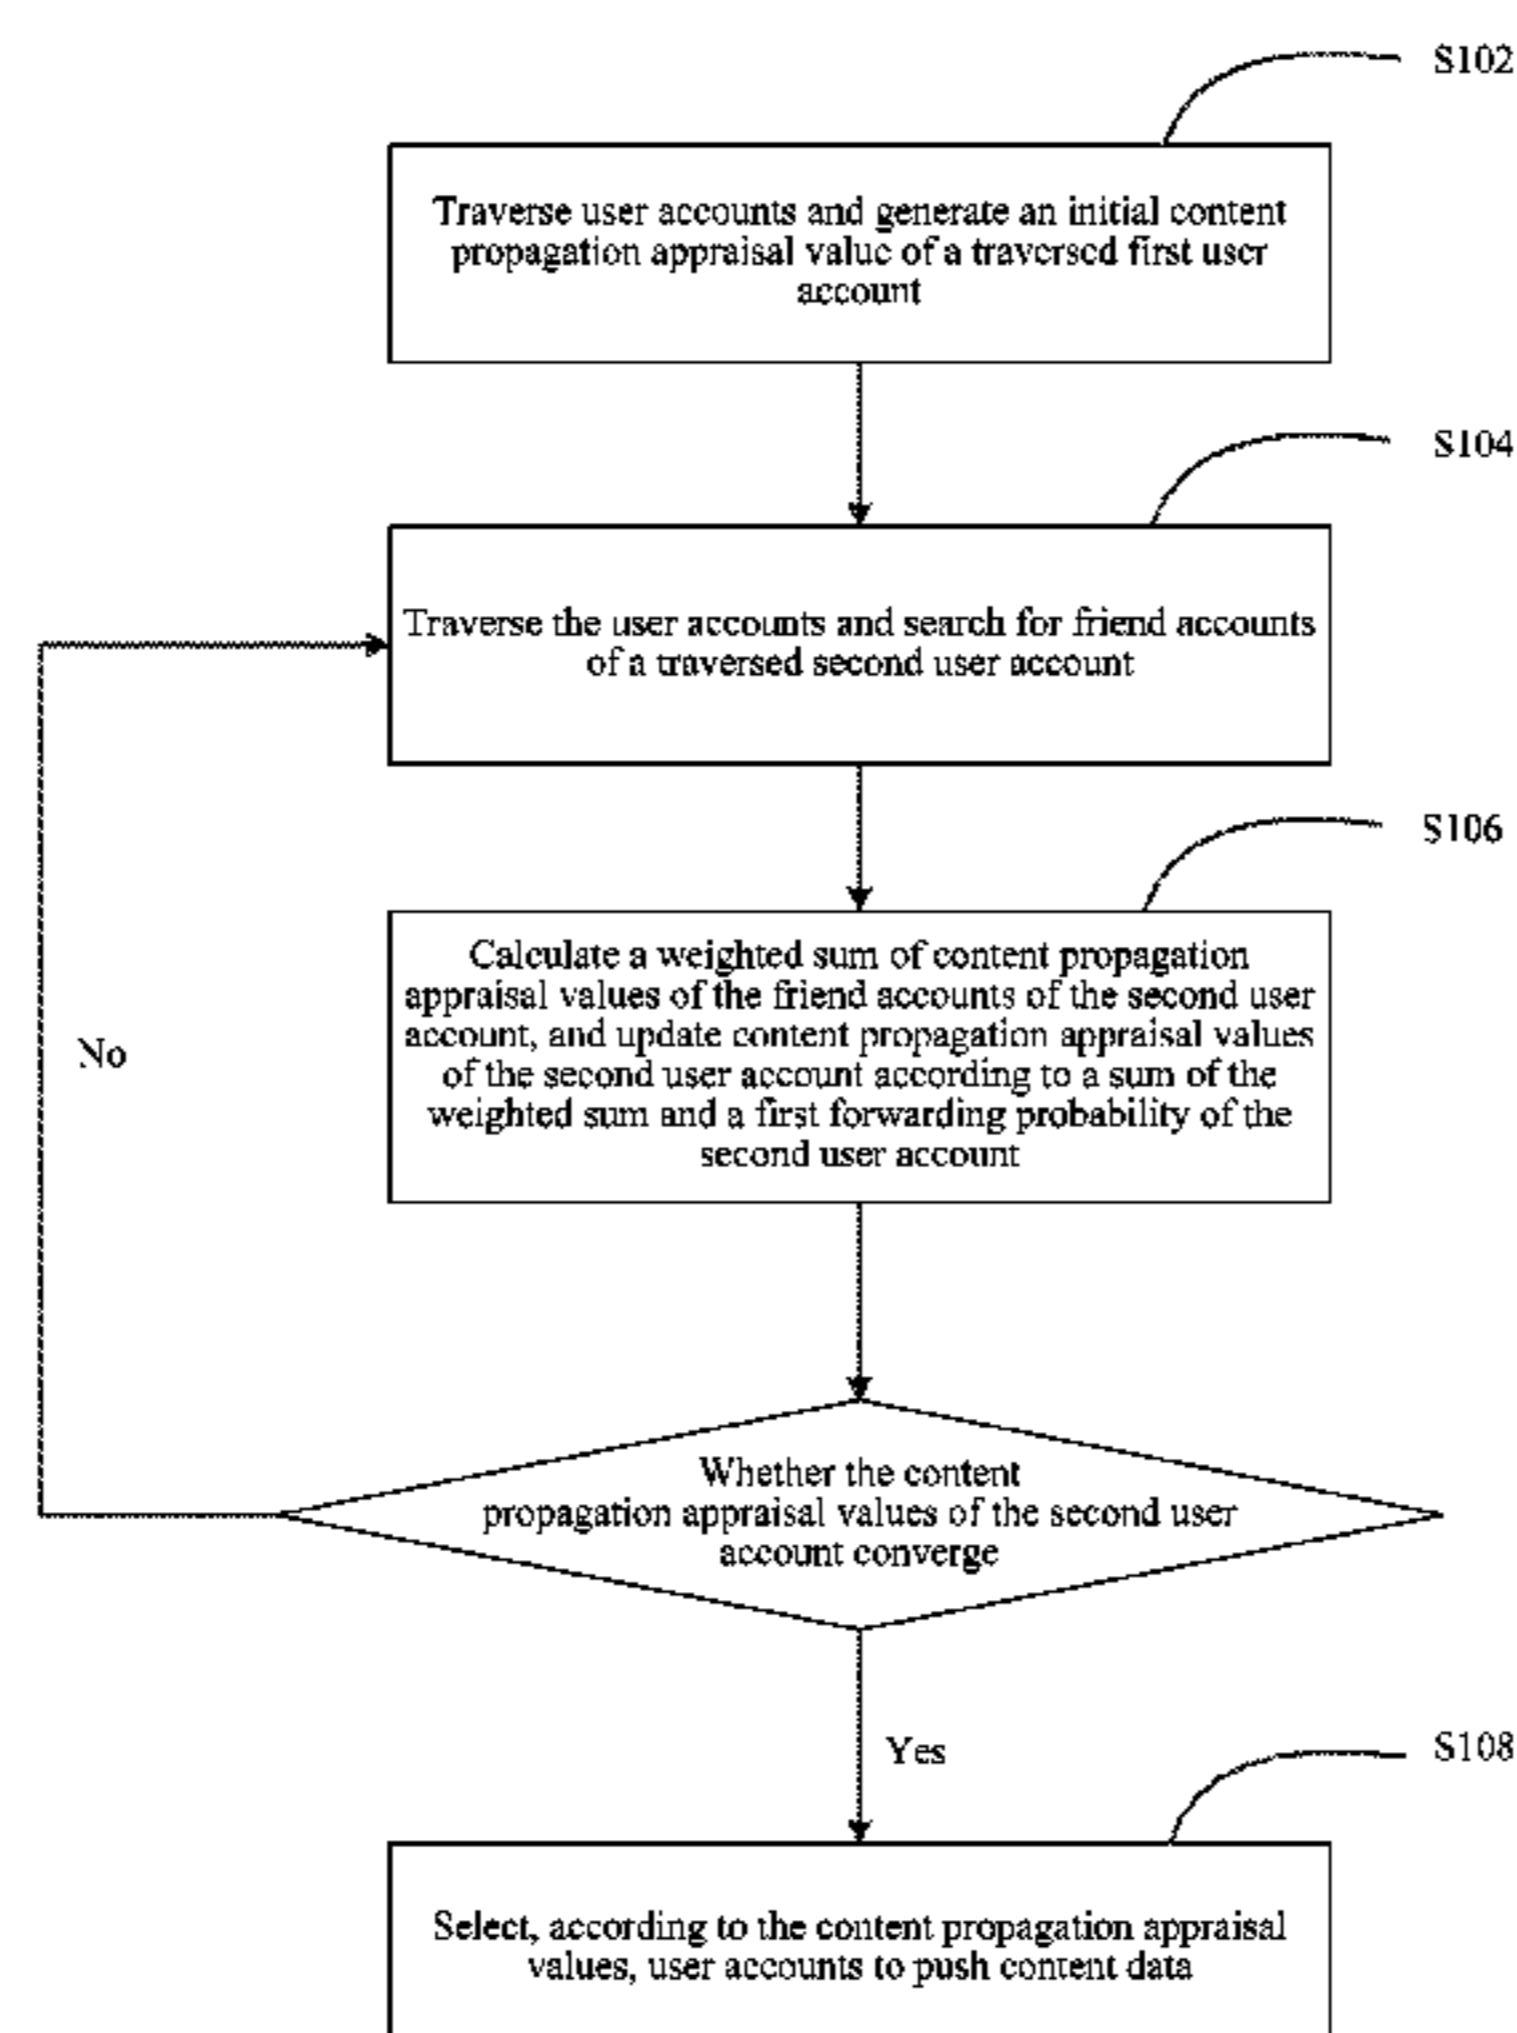 S102
Traverse user accounts and generate an initial content
propagation appraisal value of a traversed first user
account
S104
Traverse the user accounts and search for friend accounts
of a traversed second user account
S106
Calculate a weighted sum of content propagation
appraisal values of the friend accounts of the second user
account, and update content propagation appraisal values
of the second user account according to a sum of the
weighted sum and a first forwarding probability of the
second user account
No
Whether the content
propagation appraisal values of the second user
account converge
Yes
S108
Select, according to the content propagation appraisal
values, user accounts to push content data